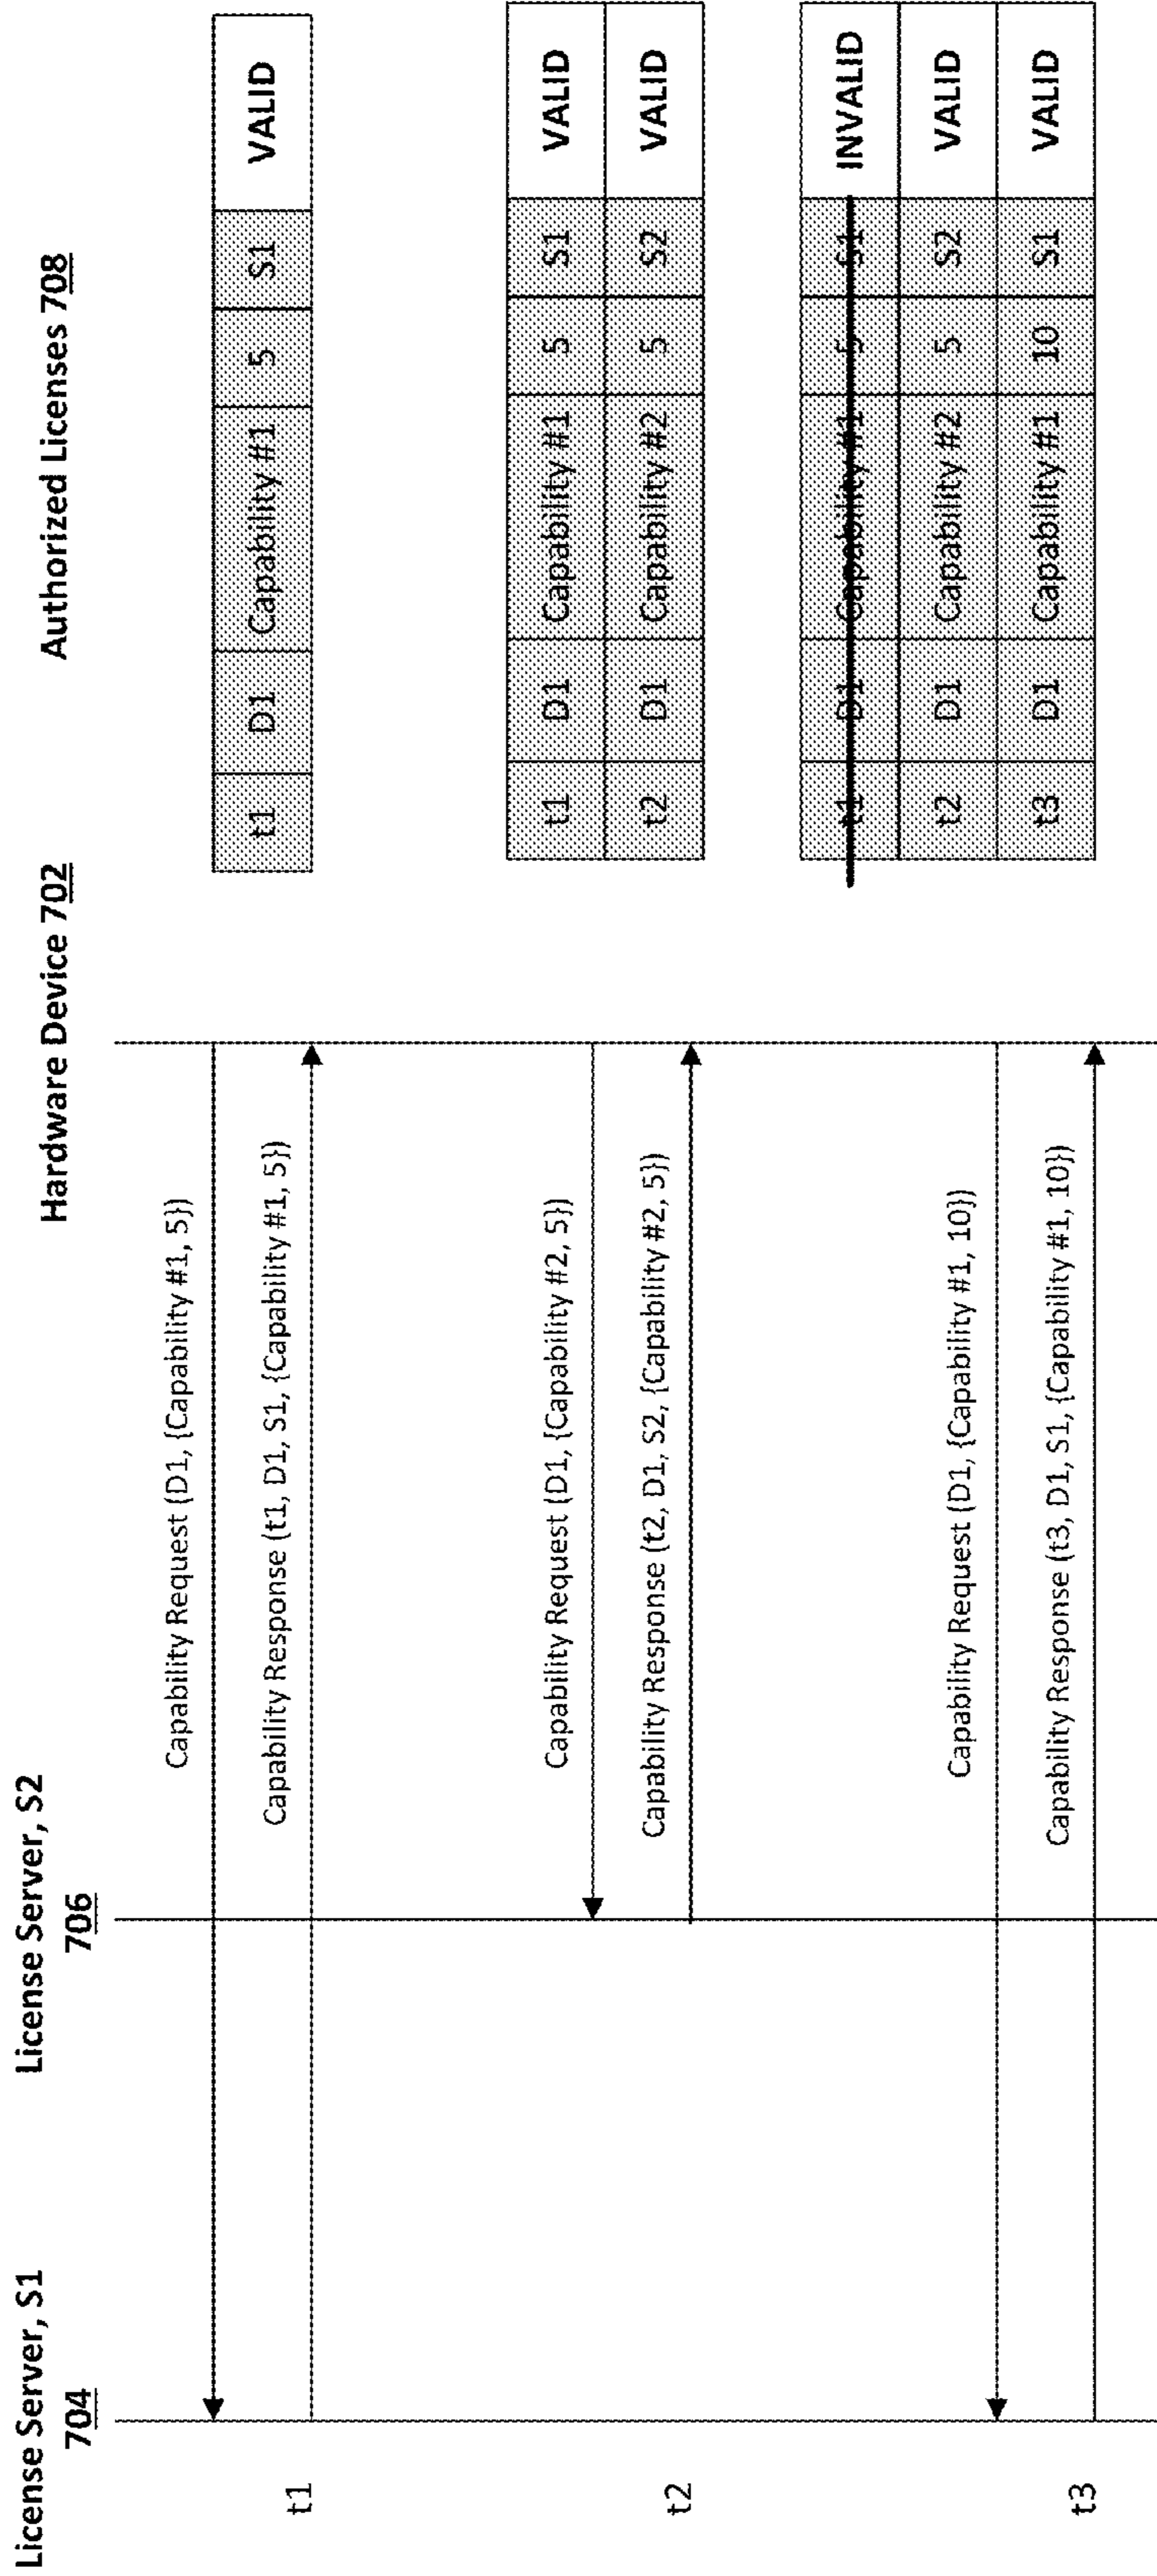 License Server, S1
704
License Server, S2
706
Hardware Device 702
Authorized Licenses 708
t1
Capability Request (D1, {Capability #1, 5})
Capability Response (t1, D1, S1, {Capability #1, 5})
t1 D1 Capability #1 5 S1 VALID
t2
Capability Request (D1, {Capability #2, 5})
Capability Response (t2, D1, S2, {Capability #2, 5})
t1 D1 Capability #1 5 S1 VALID
t2 D1 Capability #2 5 S2 VALID
t3
Capability Request (D1, {Capability #1, 10})
Capability Response (t3, D1, S1, {Capability #1, 10})
t1 D1 Capability #1 5 S1 INVALID
t2 D1 Capability #2 5 S2 VALID
t3 D1 Capability #1 10 S1 VALID